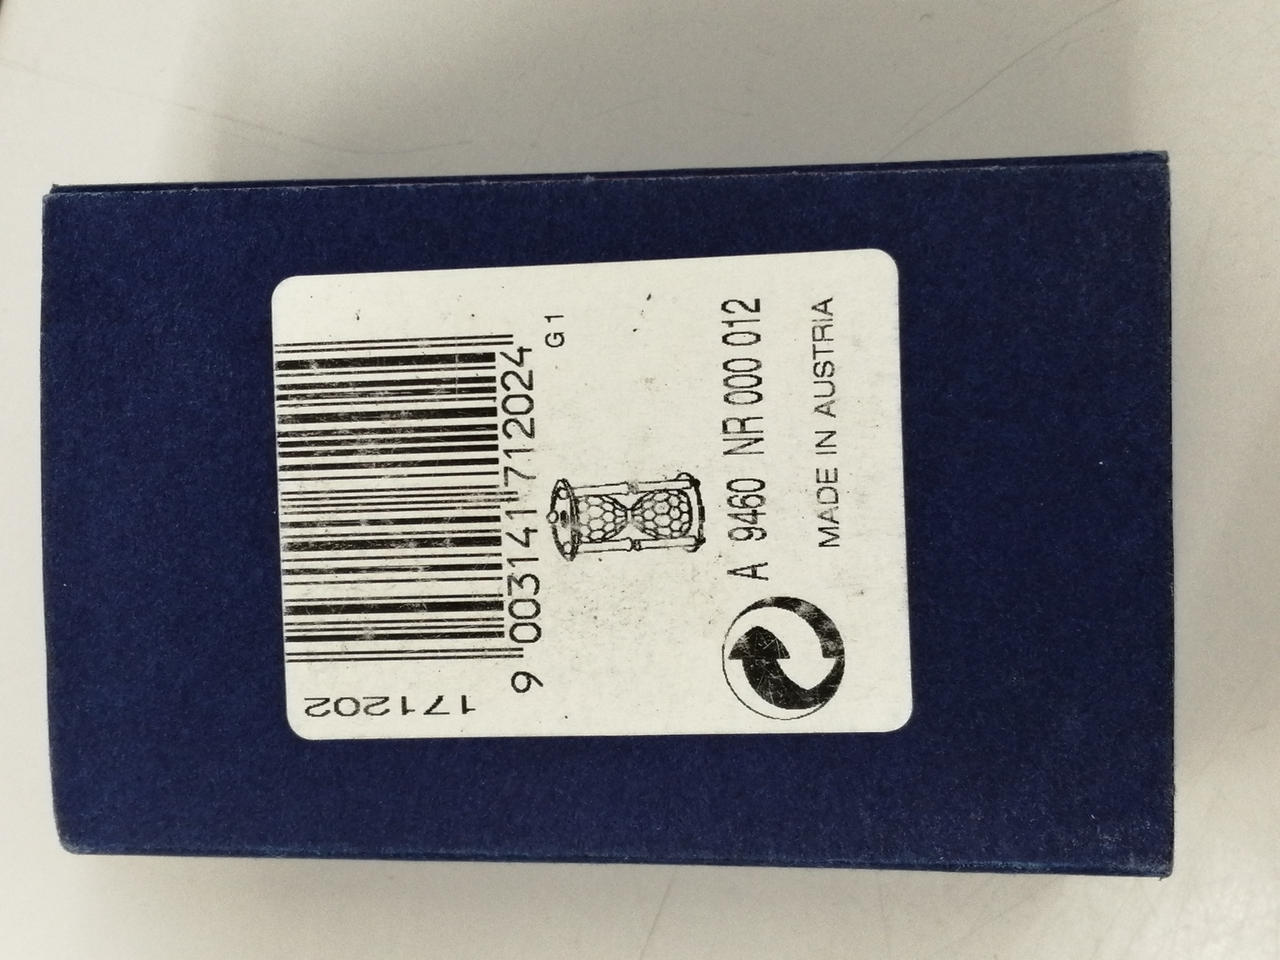 171202
9 003141 712024
G 1
A 9460 NR 000 012
MADE IN AUSTRIA